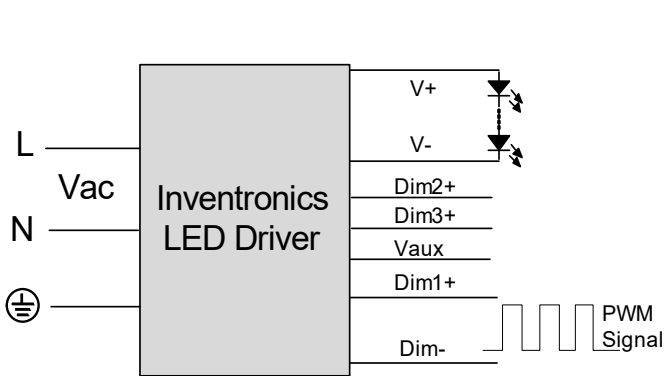 V+
L
V-
Vac
Inventronics
LED Driver
Dim2+
Dim3+
N
Vaux
Dim1+
PWM
Signal
Dim-